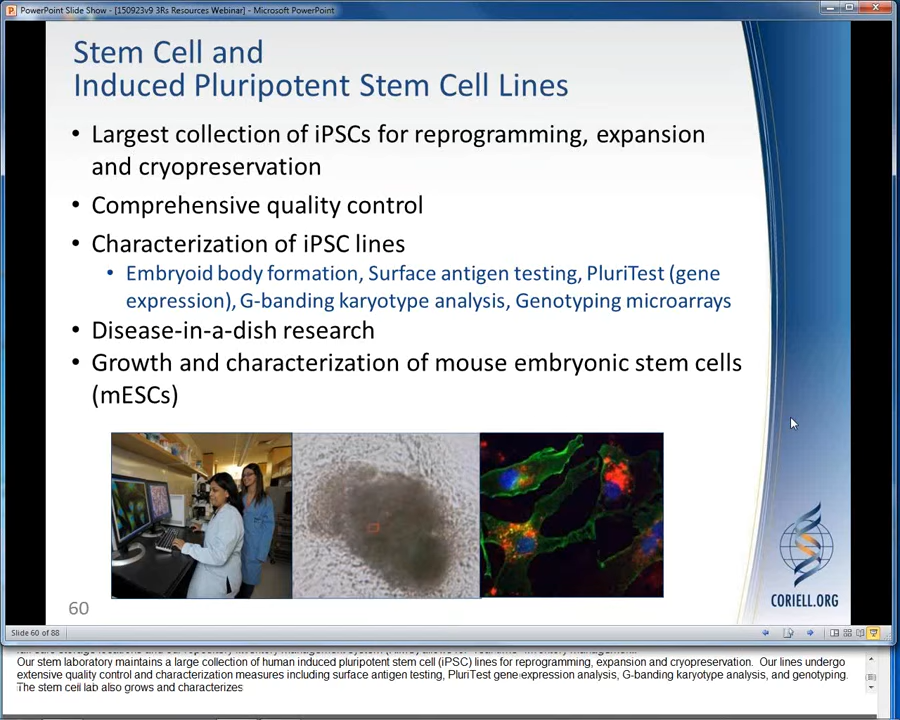 PowerPoint Slide Show - [150923v9 3Rs Resources Webinar] - Microsoft PowerPoint
Stem Cell and
Induced Pluripotent Stem Cell Lines
• Largest collection of iPSCs for reprogramming, expansion
and cryopreservation
• Comprehensive quality control
• Characterization of iPSC lines
• Embryoid body formation, Surface antigen testing, PluriTest (gene
expression), G-banding karyotype analysis, Genotyping microarrays
• Disease-in-a-dish research
• Growth and characterization of mouse embryonic stem cells
(mESCs)
CORIELL.ORG
60
Slide 60 of 88
Our stem laboratory maintains a large collection of human induced pluripotent stem cell (iPSC) lines for reprogramming, expansion and cryopreservation. Our lines undergo
extensive quality control and characterization measures including surface antigen testing, PluriTest gene expression analysis, G-banding karyotype analysis, and genotyping.
The stem cell lab also grows and characterizes